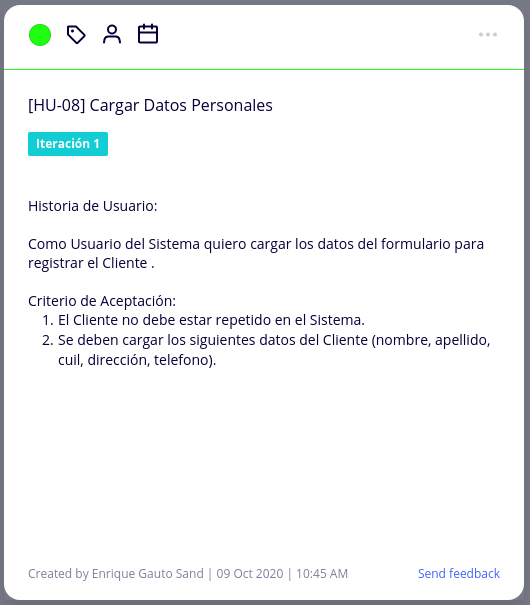 [HU-08] Cargar Datos Personales
Iteración 1
Historia de Usuario:
Como Usuario del Sistema quiero cargar los datos del formulario para
registrar el Cliente .
Criterio de Aceptación:
1. El Cliente no debe estar repetido en el Sistema.
2. Se deben cargar los siguientes datos del Cliente (nombre, apellido,
cuil, dirección, telefono).
Created by Enrique Gauto Sand | 09 Oct 2020 | 10:45 AM
Send feedback